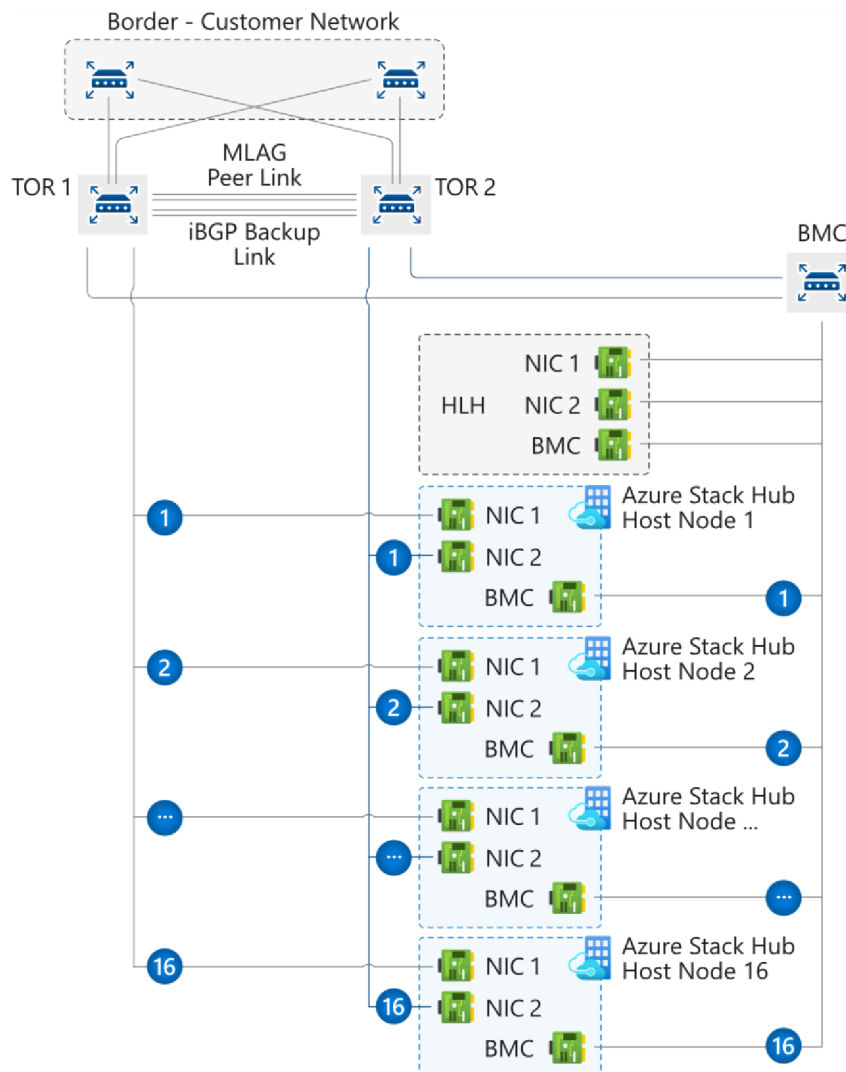 Border - Customer Network
MLAG
Peer Link
TOR 1
TOR 2
iBGP Backup
Link
BMC
NIC 1
HLH
NIC 2
BMC
Azure Stack Hub
Host Node 1
1
NIC 1
1
NIC 2
BMC
1
Azure Stack Hub
Host Node 2
2
NIC 1
2
NIC 2
BMC
2
Azure Stack Hub
Host Node ...
...
NIC 1
...
NIC 2
BMC
...
Azure Stack Hub
Host Node 16
16
NIC 1
16
NIC 2
BMC
16